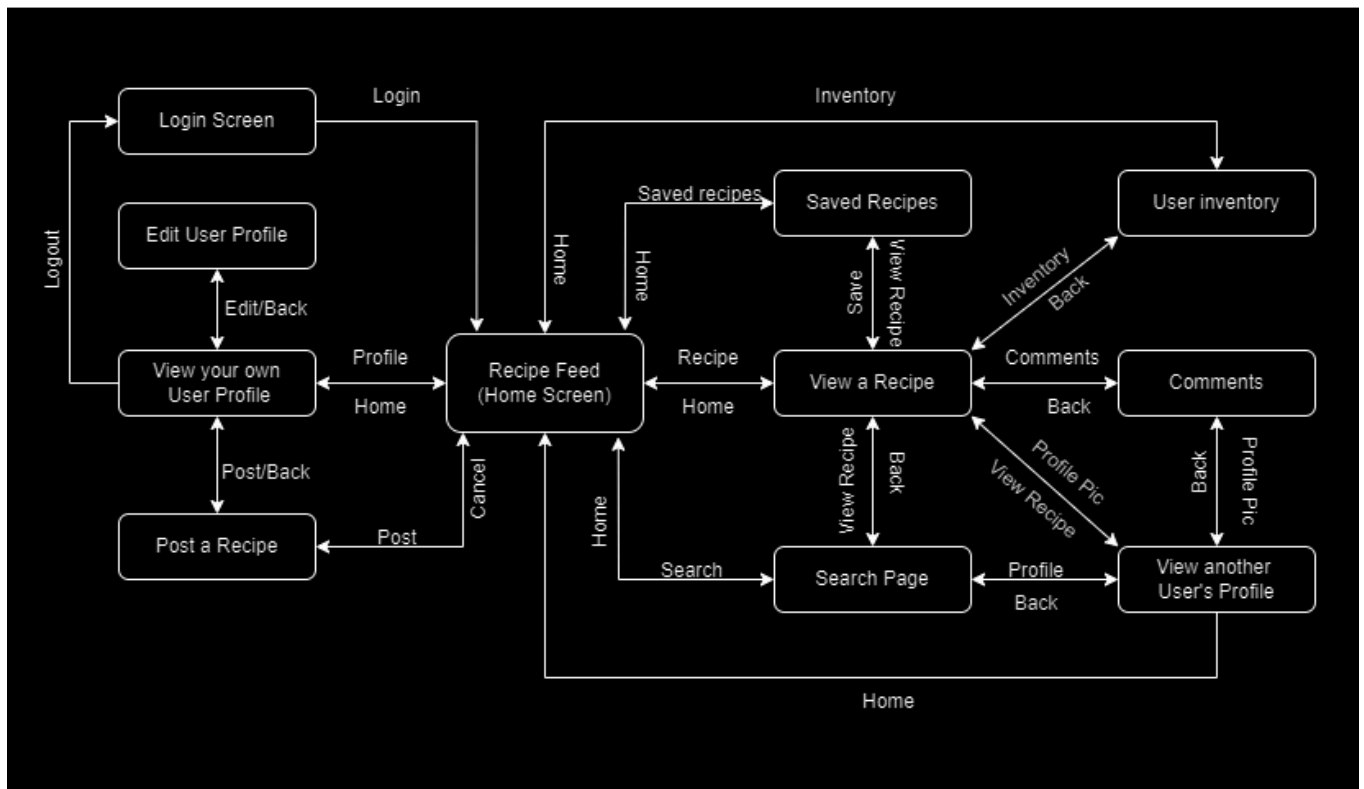 Login
Inventory
Login Screen
Saved recipes
Saved Recipes
User inventory
Edit User Profile
Logout
Home
Home
Save
View Recipe
Inventory
Back
Edit/Back
View your own
User Profile
Profile
Home
Recipe Feed
(Home Screen)
Recipe
Home
View a Recipe
Comments
Back
Comments
Post/Back
Cancel
Home
View Recipe
Back
Profile Pic
View Recipe
Back
Profile Pic
Post a Recipe
Post
Search
Search Page
Profile
Back
View another
User's Profile
Home